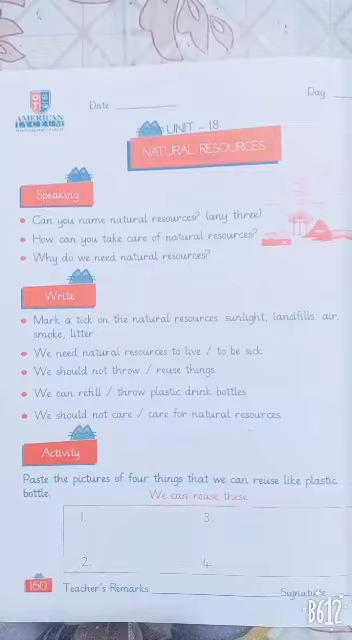 AMERICAN
LYCEUM
Date
Day
UNIT - 18
NATURAL RESOURCES
Speaking
Can you name natural resources? (any three)
How can you take care of natural resources?
Why do we need natural resources?
Write
Mark a tick on the natural resources: sunlight, landfills, air,
smoke, litter
We need natural resources to live / to be sick
We should not throw / reuse things
We can refill / throw plastic drink bottles
We should not care / care for natural resources
Activity
Paste the pictures of four things that we can reuse like plastic
bottle.
We can reuse these
1. 3.
2. 4.
160 Teacher's Remarks Signature
B612